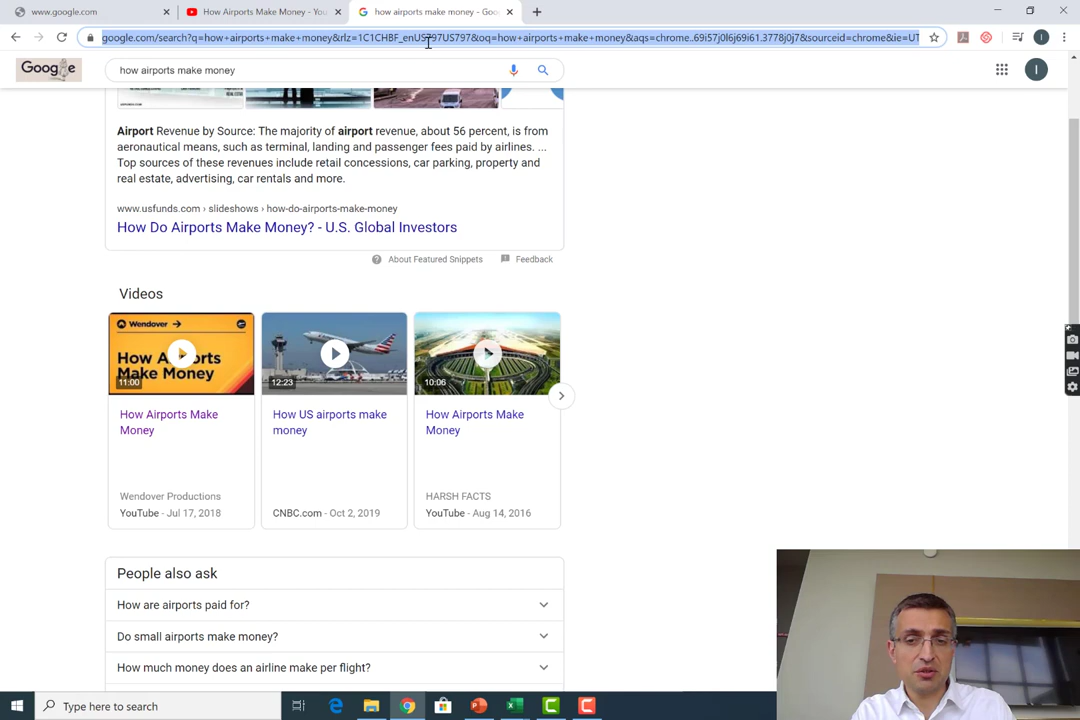 www.google.com
How Airports Make Money - You
how airports make money - Goo
google.com/search?q=how+airports+make+money&rlz=1C1CHBF_enUS797US797&oq=how+airports+make+money&aqs=chrome..69i57j0l6j69i61.3778j0j7&sourceid=chrome&ie=UT
Google
how airports make money
I
Airport Revenue by Source: The majority of airport revenue, about 56 percent, is from
aeronautical means, such as terminal, landing and passenger fees paid by airlines. ...
Top sources of these revenues include retail concessions, car parking, property and
real estate, advertising, car rentals and more.
www.usfunds.com › slideshows › how-do-airports-make-money
How Do Airports Make Money? - U.S. Global Investors
About Featured Snippets
Feedback
Videos
Wendover
How Airports
Make Money
11:00
12:23
10:06
How Airports Make
Money
How US airports make
money
How Airports Make
Money
Wendover Productions
YouTube - Jul 17, 2018
CNBC.com - Oct 2, 2019
HARSH FACTS
YouTube - Aug 14, 2016
People also ask
How are airports paid for?
Do small airports make money?
How much money does an airline make per flight?
Type here to search